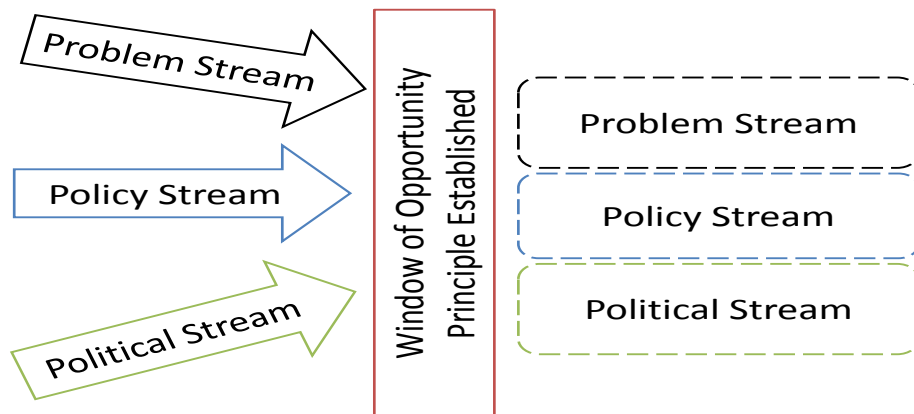 Problem Stream
Policy Stream
Political Stream
Window of Opportunity
Principle Established
Problem Stream
Policy Stream
Political Stream